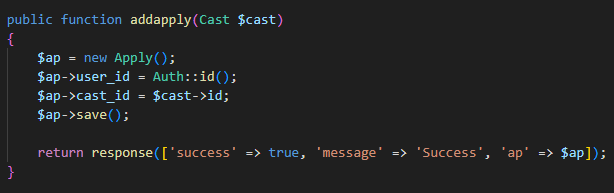 public function addapply(Cast $cast)
{
    $ap = new Apply();
    $ap->user_id = Auth::id();
    $ap->cast_id = $cast->id;
    $ap->save();

    return response(['success' => true, 'message' => 'Success', 'ap' => $ap]);
}